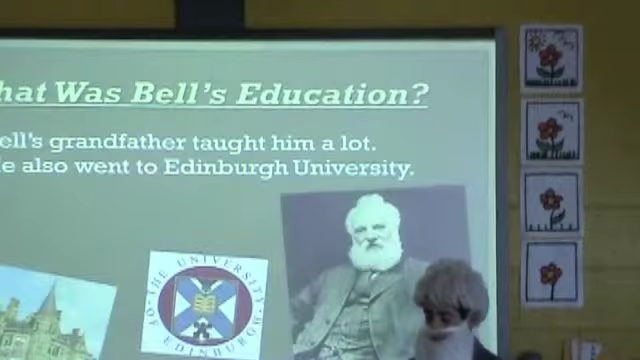 hat Was Bell's Education?
ell's grandfather taught him a lot.
e also went to Edinburgh University.
THE UNIVERSITY
OF
EDINBURGH